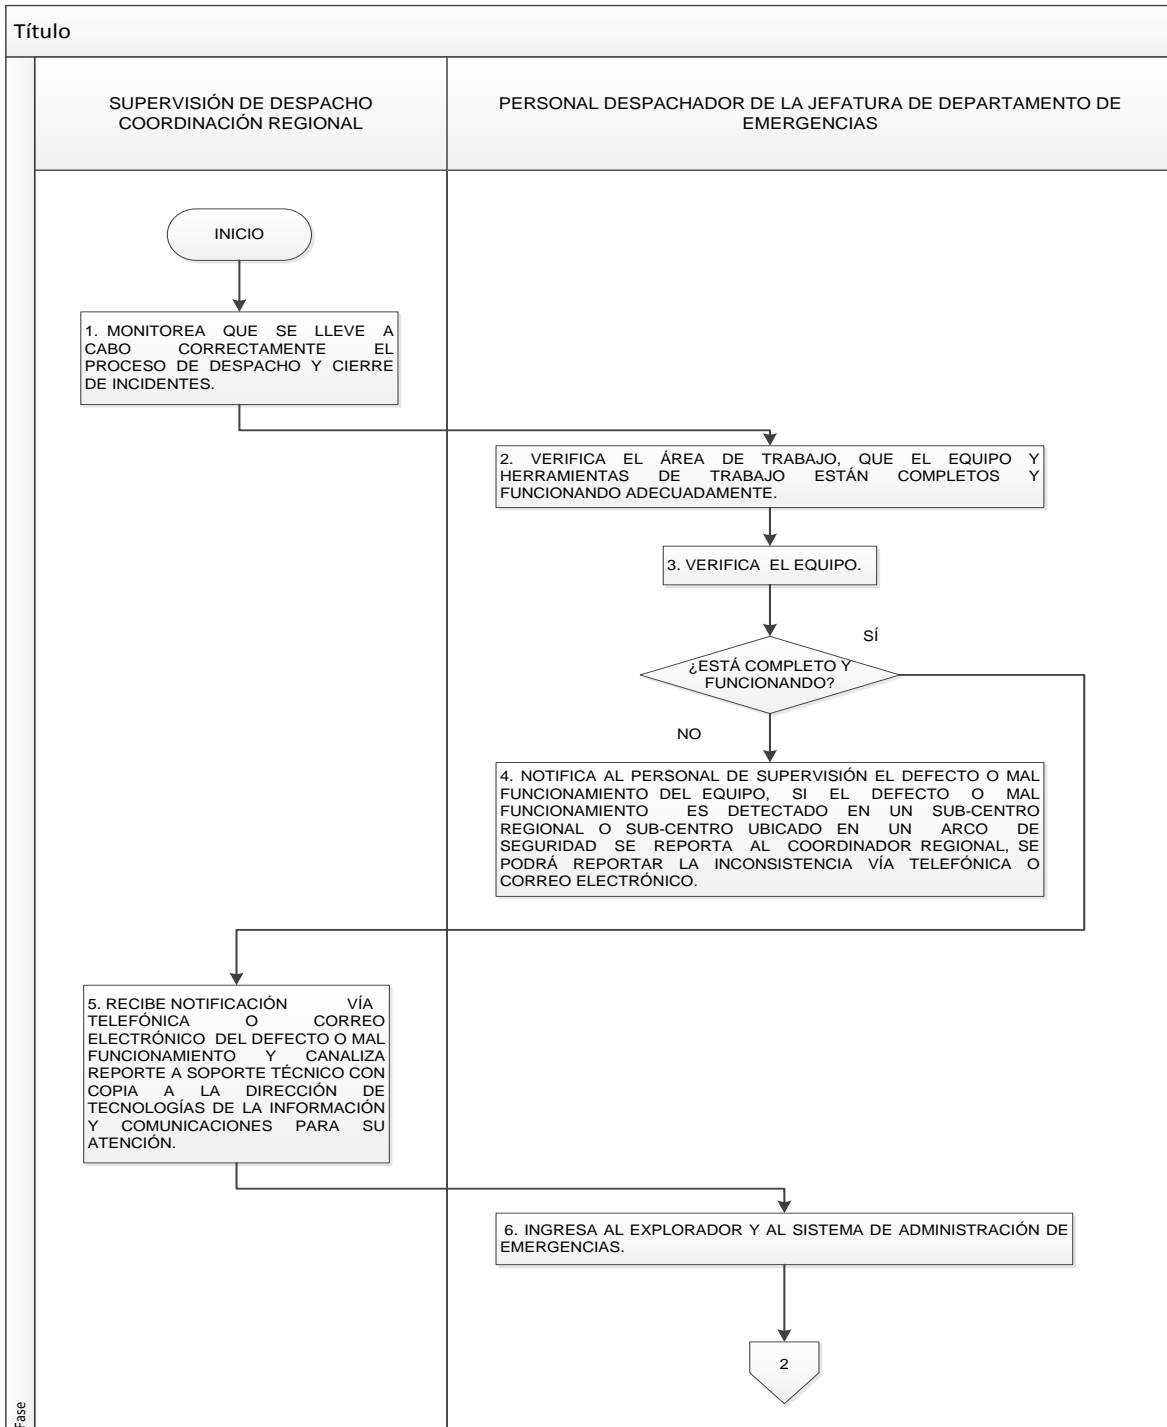 Título
SUPERVISIÓN DE DESPACHO
COORDINACIÓN REGIONAL
PERSONAL DESPACHADOR DE LA JEFATURA DE DEPARTAMENTO DE
EMERGENCIAS
INICIO
1. MONITOREA QUE SE LLEVE A
CABO CORRECTAMENTE EL
PROCESO DE DESPACHO Y CIERRE
DE INCIDENTES.
2. VERIFICA EL ÁREA DE TRABAJO, QUE EL EQUIPO Y
HERRAMIENTAS DE TRABAJO ESTÁN COMPLETOS Y
FUNCIONANDO ADECUADAMENTE.
3. VERIFICA EL EQUIPO.
SÍ
¿ESTÁ COMPLETO Y
FUNCIONANDO?
NO
4. NOTIFICA AL PERSONAL DE SUPERVISIÓN EL DEFECTO O MAL
FUNCIONAMIENTO DEL EQUIPO, SI EL DEFECTO O MAL
FUNCIONAMIENTO ES DETECTADO EN UN SUB-CENTRO
REGIONAL O SUB-CENTRO UBICADO EN UN ARCO DE
SEGURIDAD SE REPORTA AL COORDINADOR REGIONAL, SE
PODRÁ REPORTAR LA INCONSISTENCIA VÍA TELEFÓNICA O
CORREO ELECTRÓNICO.
5. RECIBE NOTIFICACIÓN VÍA
TELEFÓNICA O CORREO
ELECTRÓNICO DEL DEFECTO O MAL
FUNCIONAMIENTO Y CANALIZA
REPORTE A SOPORTE TÉCNICO CON
COPIA A LA DIRECCIÓN DE
TECNOLOGÍAS DE LA INFORMACIÓN
Y COMUNICACIONES PARA SU
ATENCIÓN.
6. INGRESA AL EXPLORADOR Y AL SISTEMA DE ADMINISTRACIÓN DE
EMERGENCIAS.
2
Fase